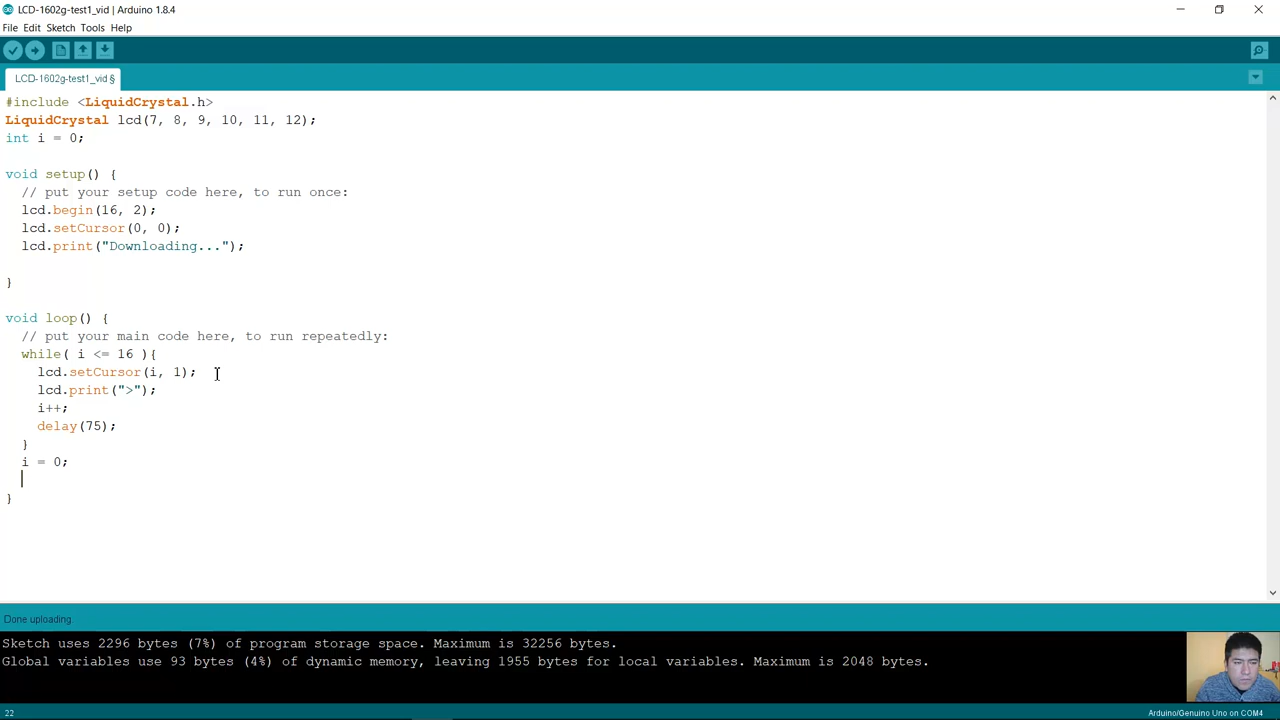 LCD-1602g-test1_vid | Arduino 1.8.4
File Edit Sketch Tools Help
LCD-1602g-test1_vid §
#include <LiquidCrystal.h>
LiquidCrystal lcd(7, 8, 9, 10, 11, 12);
int i = 0;
void setup() {
// put your setup code here, to run once:
lcd.begin(16, 2);
lcd.setCursor(0, 0);
lcd.print("Downloading...");
}
void loop() {
// put your main code here, to run repeatedly:
while( i <= 16 ){
lcd.setCursor(i, 1);
lcd.print(">");
i++;
delay(75);
}
i = 0;
}
Done uploading.
Sketch uses 2296 bytes (7%) of program storage space. Maximum is 32256 bytes.
Global variables use 93 bytes (4%) of dynamic memory, leaving 1955 bytes for local variables. Maximum is 2048 bytes.
22
Arduino/Genuino Uno on COM4